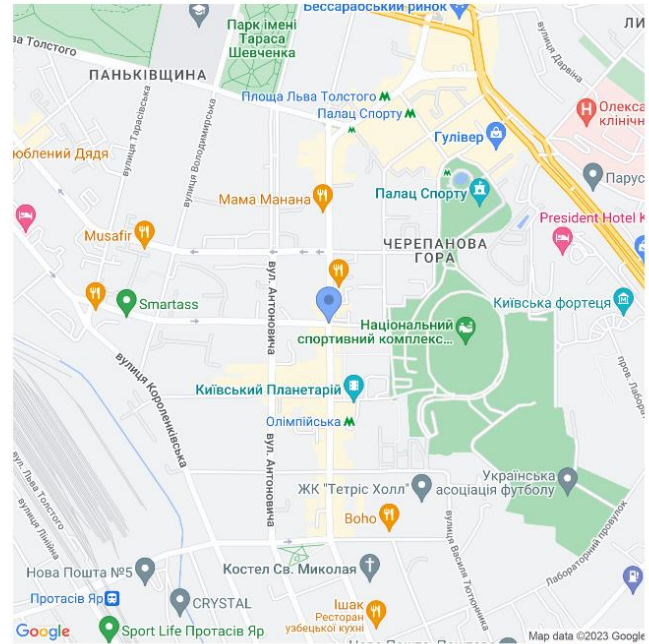 Бессарабський ринок
Парк імені
Тараса
Шевченка
ПАНЬКІВЩИНА
вулиця Тарасівська
вулиця Володимирська
вулиця Дарвіна
Площа Льва Толстого
Палац Спорту
Гулівер
Олекса
клінічн
юблений Дядя
Мама Манана
Палац Спорту
Парус
President Hotel K
Musafir
ЧЕРЕПАНОВА
ГОРА
вул. Антоновича
Київська фортеця
Smartass
Національний
спортивний комплекс...
Київський Планетарій
Олімпійська
вулиця Короленківська
вул. Антоновича
пров. Лабора
ЖК "Тетріс Холл"
Українська
асоціація футболу
Boho
вул. Льва Толстого
вулиця Лінійна
вулиця Василя Тютюнника
Лабораторний провулок
Нова Пошта №5
Костел Св. Миколая
Протасів Яр
CRYSTAL
Ішак
Ресторан
узбецької кухні
Google
Sport Life Протасів Яр
Map data ©2023 Google